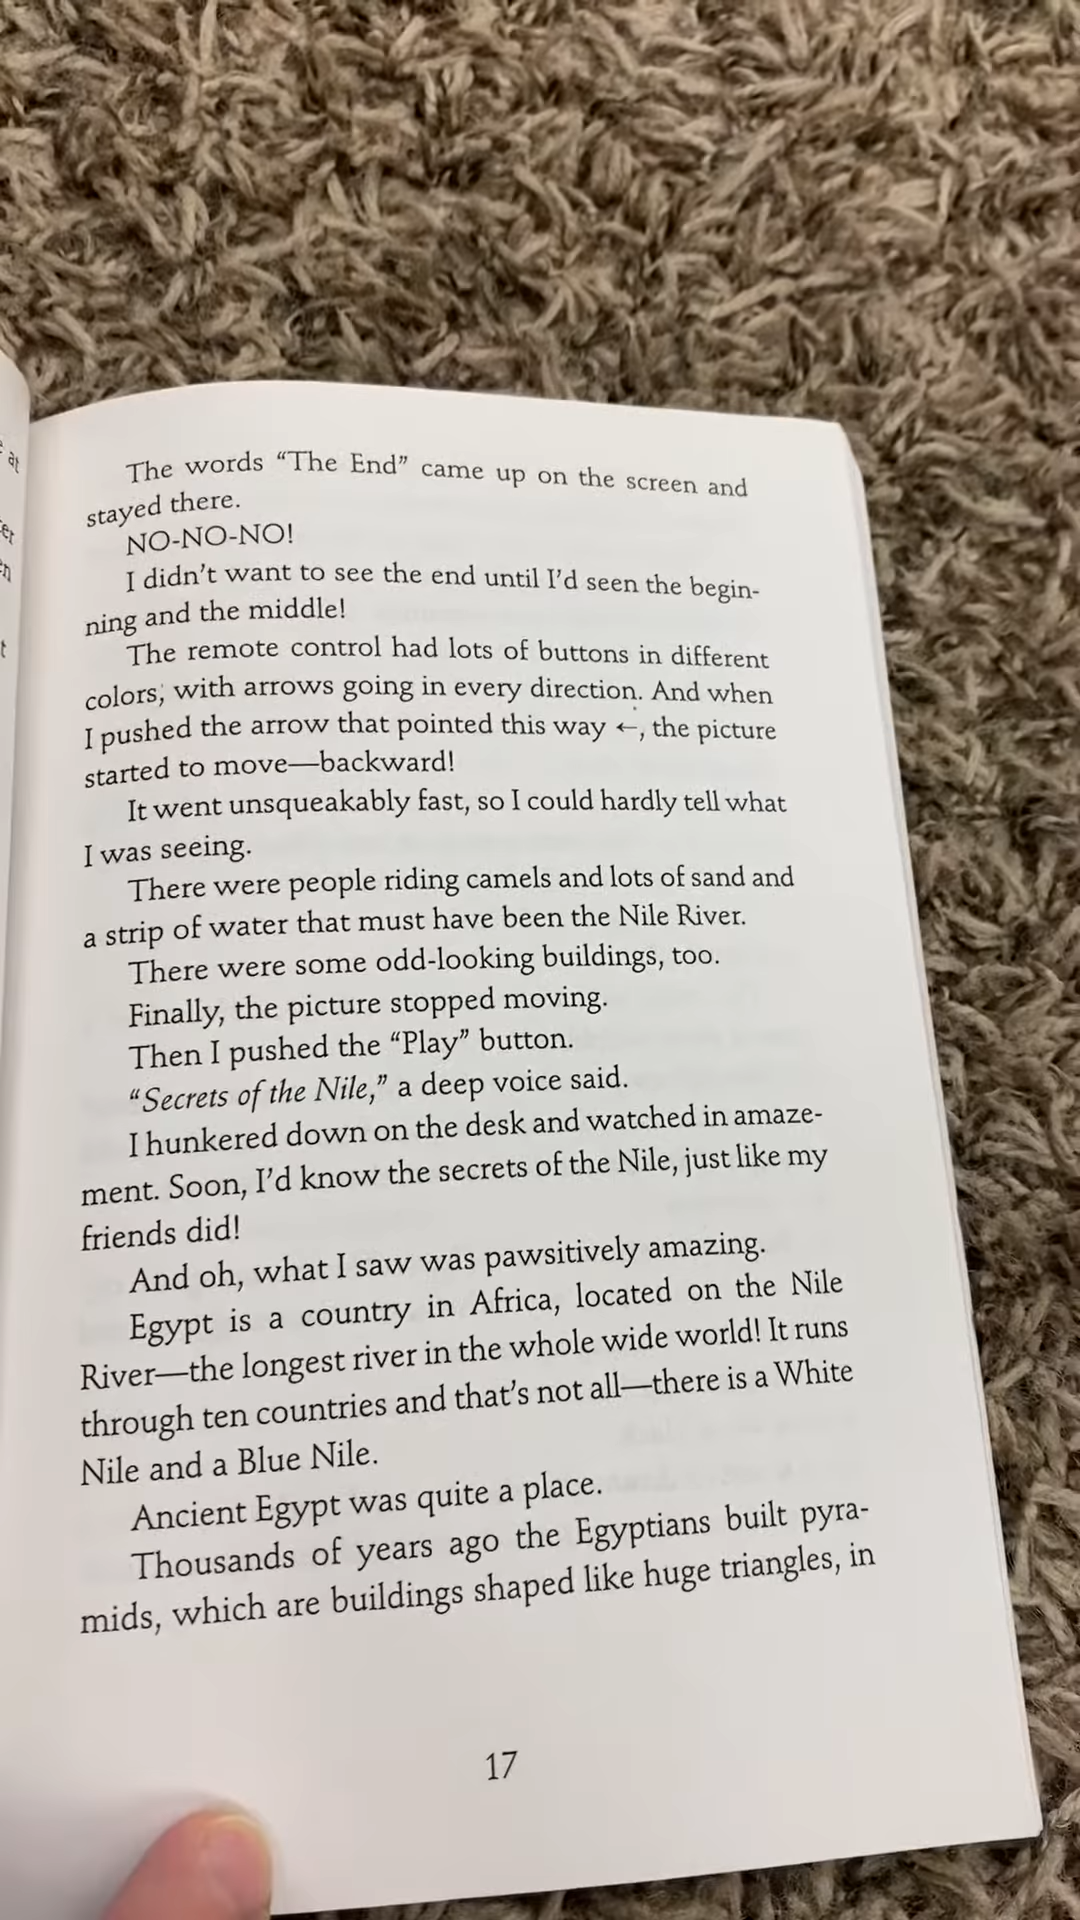 at
er
n
t
The words “The End” came up on the screen and
stayed there.
NO-NO-NO!
I didn’t want to see the end until I’d seen the begin-
ning and the middle!
The remote control had lots of buttons in different
colors, with arrows going in every direction. And when
I pushed the arrow that pointed this way ←, the picture
started to move—backward!
It went unsqueakably fast, so I could hardly tell what
I was seeing.
There were people riding camels and lots of sand and
a strip of water that must have been the Nile River.
There were some odd-looking buildings, too.
Finally, the picture stopped moving.
Then I pushed the “Play” button.
“Secrets of the Nile,” a deep voice said.
I hunkered down on the desk and watched in amaze-
ment. Soon, I’d know the secrets of the Nile, just like my
friends did!
And oh, what I saw was pawsitively amazing.
Egypt is a country in Africa, located on the Nile
River—the longest river in the whole wide world! It runs
through ten countries and that’s not all—there is a White
Nile and a Blue Nile.
Ancient Egypt was quite a place.
Thousands of years ago the Egyptians built pyra-
mids, which are buildings shaped like huge triangles, in
17